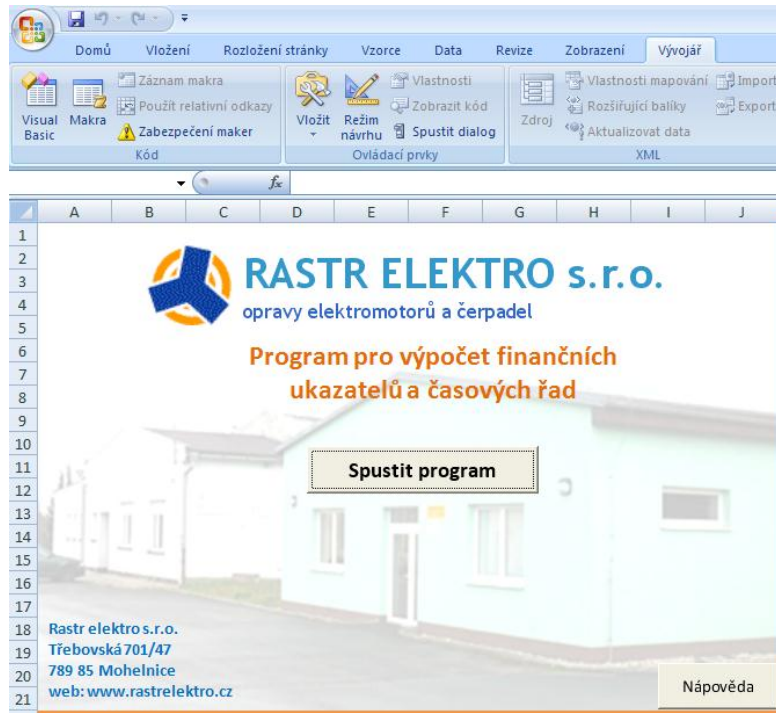 Domů Vložení Rozložení stránky Vzorce Data Revize Zobrazení Vývojář
Visual Basic
Makra
Záznam makra
Použít relativní odkazy
Zabezpečení maker
Kód
Vložit
Režim návrhu
Vlastnosti
Zobrazit kód
Spustit dialog
Ovládací prvky
Zdroj
Vlastnosti mapování
Rozšiřující balíky
Aktualizovat data
Import
Export
XML
fx
A B C D E F G H I J
1
2
3
4
5
6
7
8
9
10
11
12
13
14
15
16
17
18
19
20
21
RASTR ELEKTRO s.r.o.
opravy elektromotorů a čerpadel
Program pro výpočet finančních
ukazatelů a časových řad
Spustit program
Rastr elektro s.r.o.
Třebovská 701/47
789 85 Mohelnice
web: www.rastrelektro.cz
Nápověda